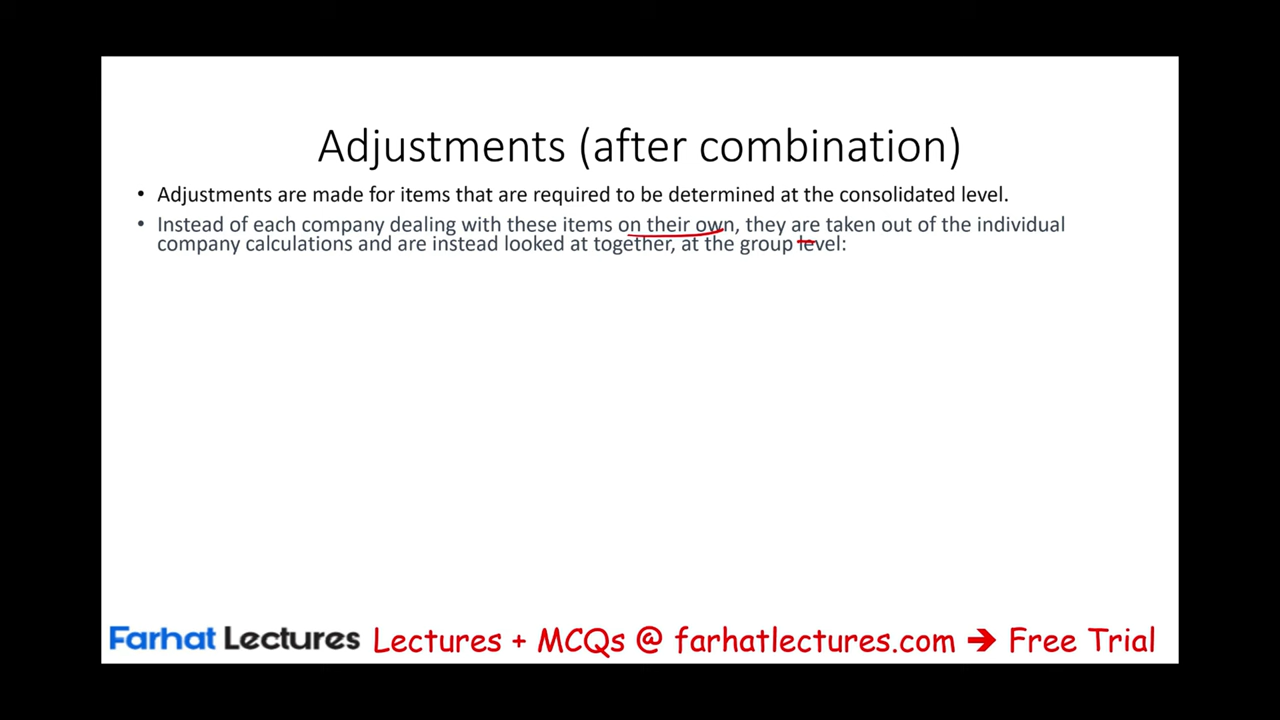 Adjustments (after combination)
• Adjustments are made for items that are required to be determined at the consolidated level.
• Instead of each company dealing with these items on their own, they are taken out of the individual
company calculations and are instead looked at together, at the group level:
Farhat Lectures Lectures + MCQs @ farhatlectures.com ➔ Free Trial